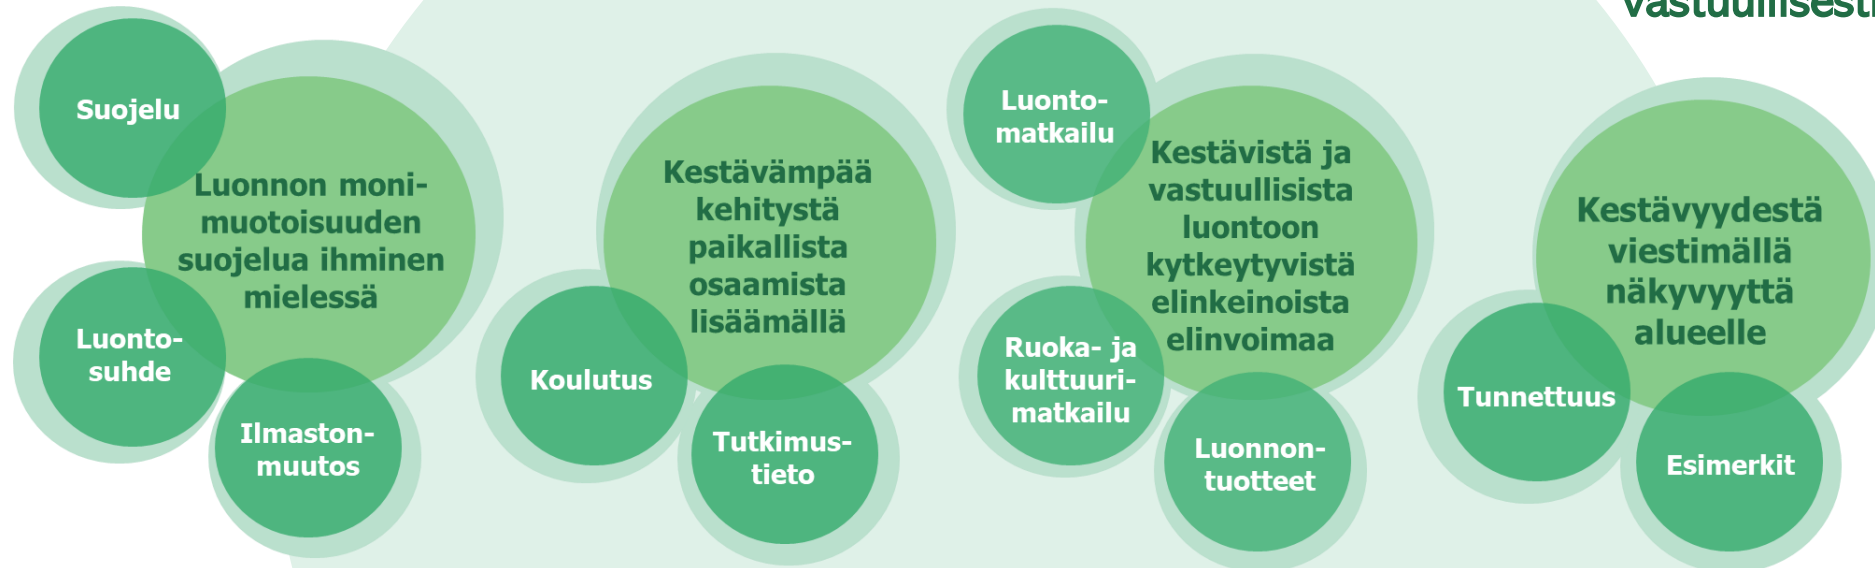 vastuullisesti
Suojelu
Luonnon moni-
muotoisuuden
suojelua ihminen
mielessä
Luonto-
suhde
Ilmaston-
muutos
Kestävämpää
kehitystä
paikallista
osaamista
lisäämällä
Koulutus
Tutkimus-
tieto
Luonto-
matkailu
Kestävistä ja
vastuullisista
luontoon
kytkeytyvistä
elinkeinoista
elinvoimaa
Ruoka- ja
kulttuuri-
matkailu
Luonnon-
tuotteet
Kestävyydestä
viestimällä
näkyvyyttä
alueelle
Tunnettuus
Esimerkit